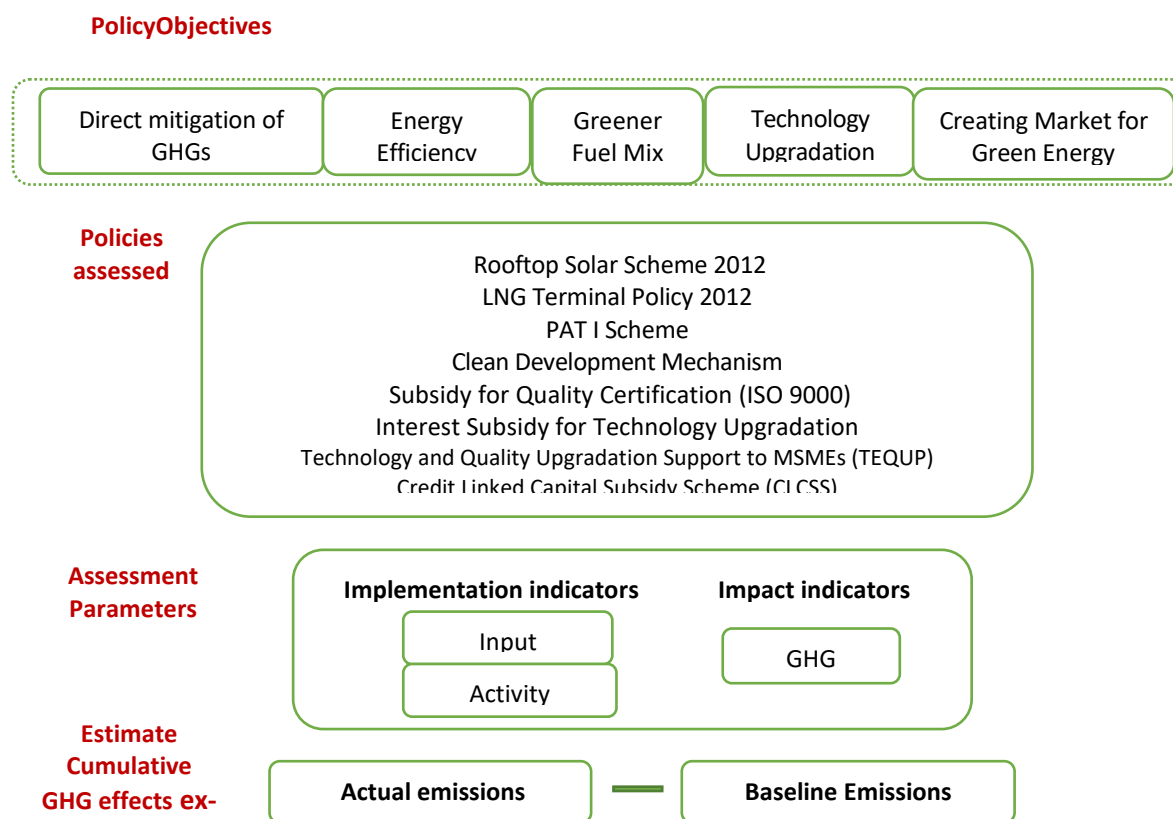 PolicyObjectives
Direct mitigation of
GHGs
Energy
Efficiency
Greener
Fuel Mix
Technology
Upgradation
Creating Market for
Green Energy
Policies
assessed
Rooftop Solar Scheme 2012
LNG Terminal Policy 2012
PAT I Scheme
Clean Development Mechanism
Subsidy for Quality Certification (ISO 9000)
Interest Subsidy for Technology Upgradation
Technology and Quality Upgradation Support to MSMEs (TEQUP)
Credit Linked Capital Subsidy Scheme (CLCSS)
Assessment
Parameters
Implementation indicators
Impact indicators
Input
Activity
GHG
Estimate
Cumulative
GHG effects ex-
Actual emissions
Baseline Emissions